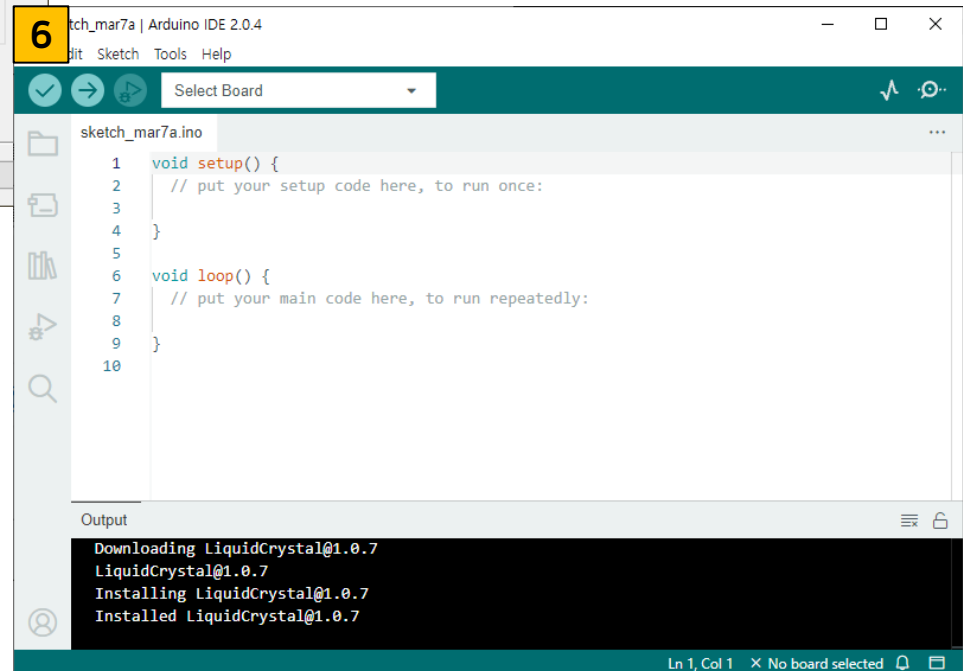 6
tch_mar7a | Arduino IDE 2.0.4
dit Sketch Tools Help
Select Board
sketch_mar7a.ino
1 void setup() {
2 // put your setup code here, to run once:
3
4 }
5
6 void loop() {
7 // put your main code here, to run repeatedly:
8
9 }
10
Output
Downloading LiquidCrystal@1.0.7
LiquidCrystal@1.0.7
Installing LiquidCrystal@1.0.7
Installed LiquidCrystal@1.0.7
Ln 1, Col 1 × No board selected